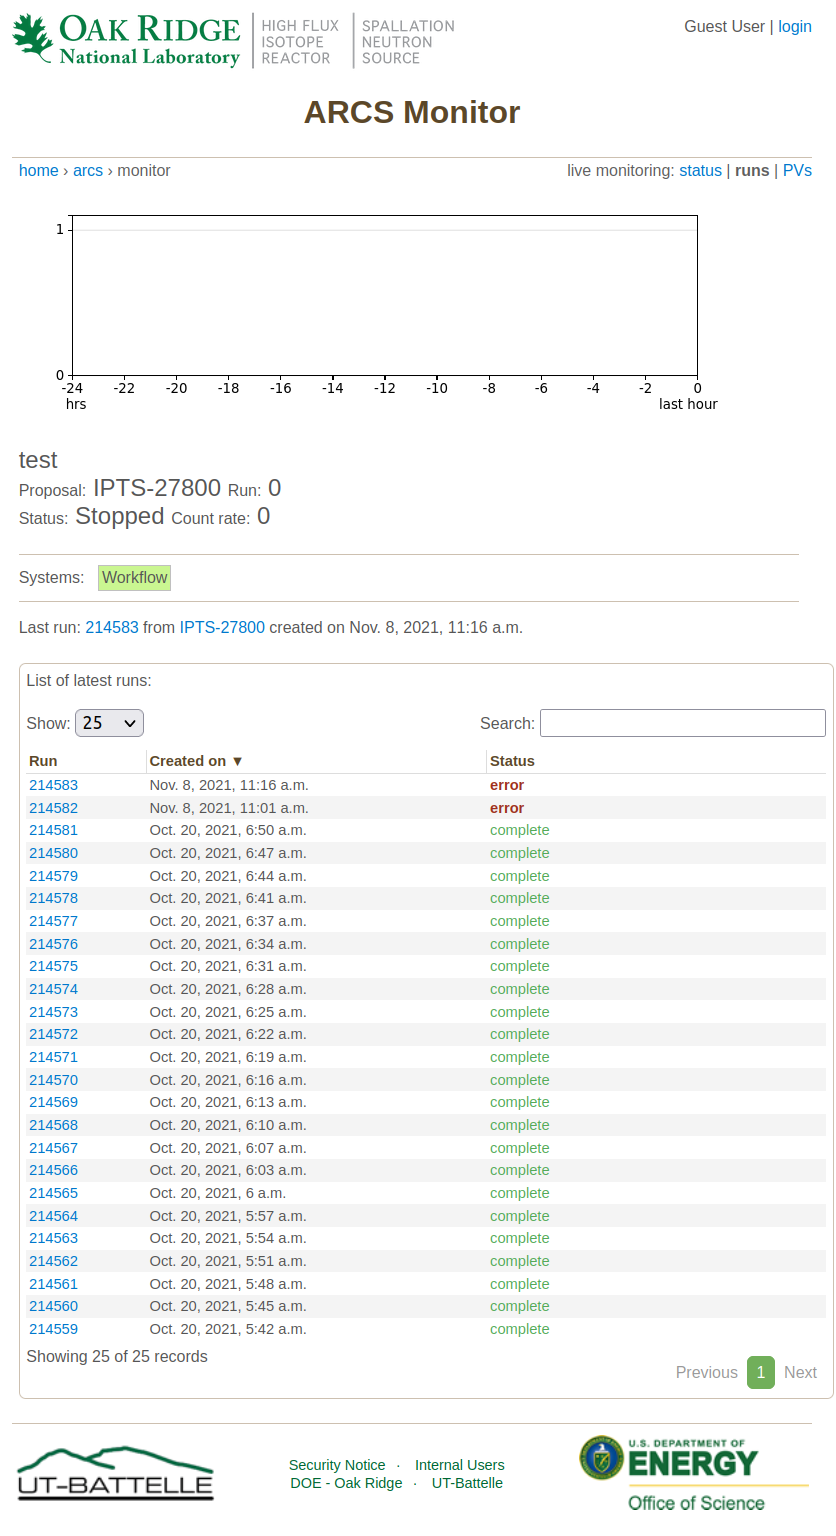 OAK RIDGE
National Laboratory
HIGH FLUX
ISOTOPE
REACTOR
SPALLATION
NEUTRON
SOURCE
Guest User | login
ARCS Monitor
home › arcs › monitor
live monitoring: status | runs | PVs
1
0
-24 -22 -20 -18 -16 -14 -12 -10 -8 -6 -4 -2 0
hrs last hour
test
Proposal: IPTS-27800 Run: 0
Status: Stopped Count rate: 0
Systems: Workflow
Last run: 214583 from IPTS-27800 created on Nov. 8, 2021, 11:16 a.m.
List of latest runs:
Show: 25 Search:
Run Created on ▼ Status
214583 Nov. 8, 2021, 11:16 a.m. error
214582 Nov. 8, 2021, 11:01 a.m. error
214581 Oct. 20, 2021, 6:50 a.m. complete
214580 Oct. 20, 2021, 6:47 a.m. complete
214579 Oct. 20, 2021, 6:44 a.m. complete
214578 Oct. 20, 2021, 6:41 a.m. complete
214577 Oct. 20, 2021, 6:37 a.m. complete
214576 Oct. 20, 2021, 6:34 a.m. complete
214575 Oct. 20, 2021, 6:31 a.m. complete
214574 Oct. 20, 2021, 6:28 a.m. complete
214573 Oct. 20, 2021, 6:25 a.m. complete
214572 Oct. 20, 2021, 6:22 a.m. complete
214571 Oct. 20, 2021, 6:19 a.m. complete
214570 Oct. 20, 2021, 6:16 a.m. complete
214569 Oct. 20, 2021, 6:13 a.m. complete
214568 Oct. 20, 2021, 6:10 a.m. complete
214567 Oct. 20, 2021, 6:07 a.m. complete
214566 Oct. 20, 2021, 6:03 a.m. complete
214565 Oct. 20, 2021, 6 a.m. complete
214564 Oct. 20, 2021, 5:57 a.m. complete
214563 Oct. 20, 2021, 5:54 a.m. complete
214562 Oct. 20, 2021, 5:51 a.m. complete
214561 Oct. 20, 2021, 5:48 a.m. complete
214560 Oct. 20, 2021, 5:45 a.m. complete
214559 Oct. 20, 2021, 5:42 a.m. complete
Showing 25 of 25 records
Previous 1 Next
UT-BATTELLE
Security Notice · Internal Users
DOE - Oak Ridge · UT-Battelle
U.S. DEPARTMENT OF
ENERGY
Office of Science